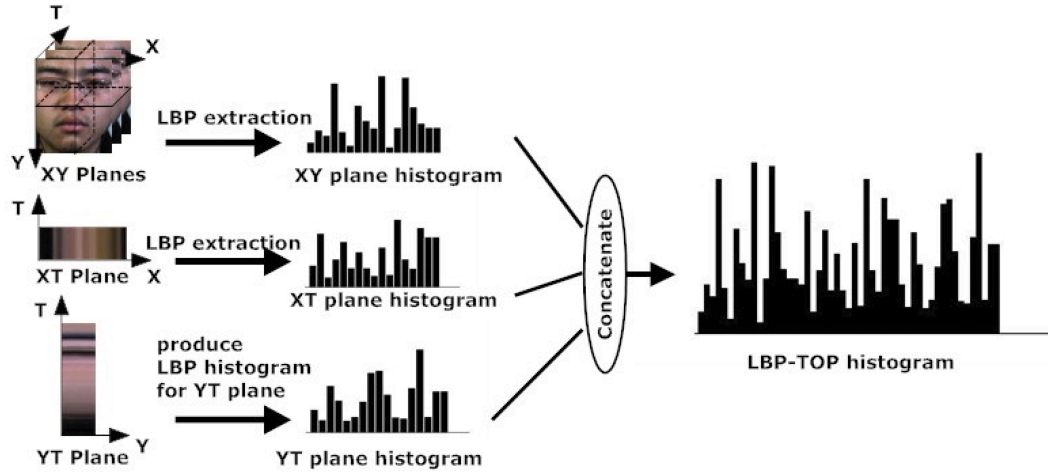 T
X
Y
XY Planes
LBP extraction
XY plane histogram
T
XT Plane
X
LBP extraction
XT plane histogram
T
YT Plane
Y
produce
LBP histogram
for YT plane
YT plane histogram
Concatenate
LBP-TOP histogram